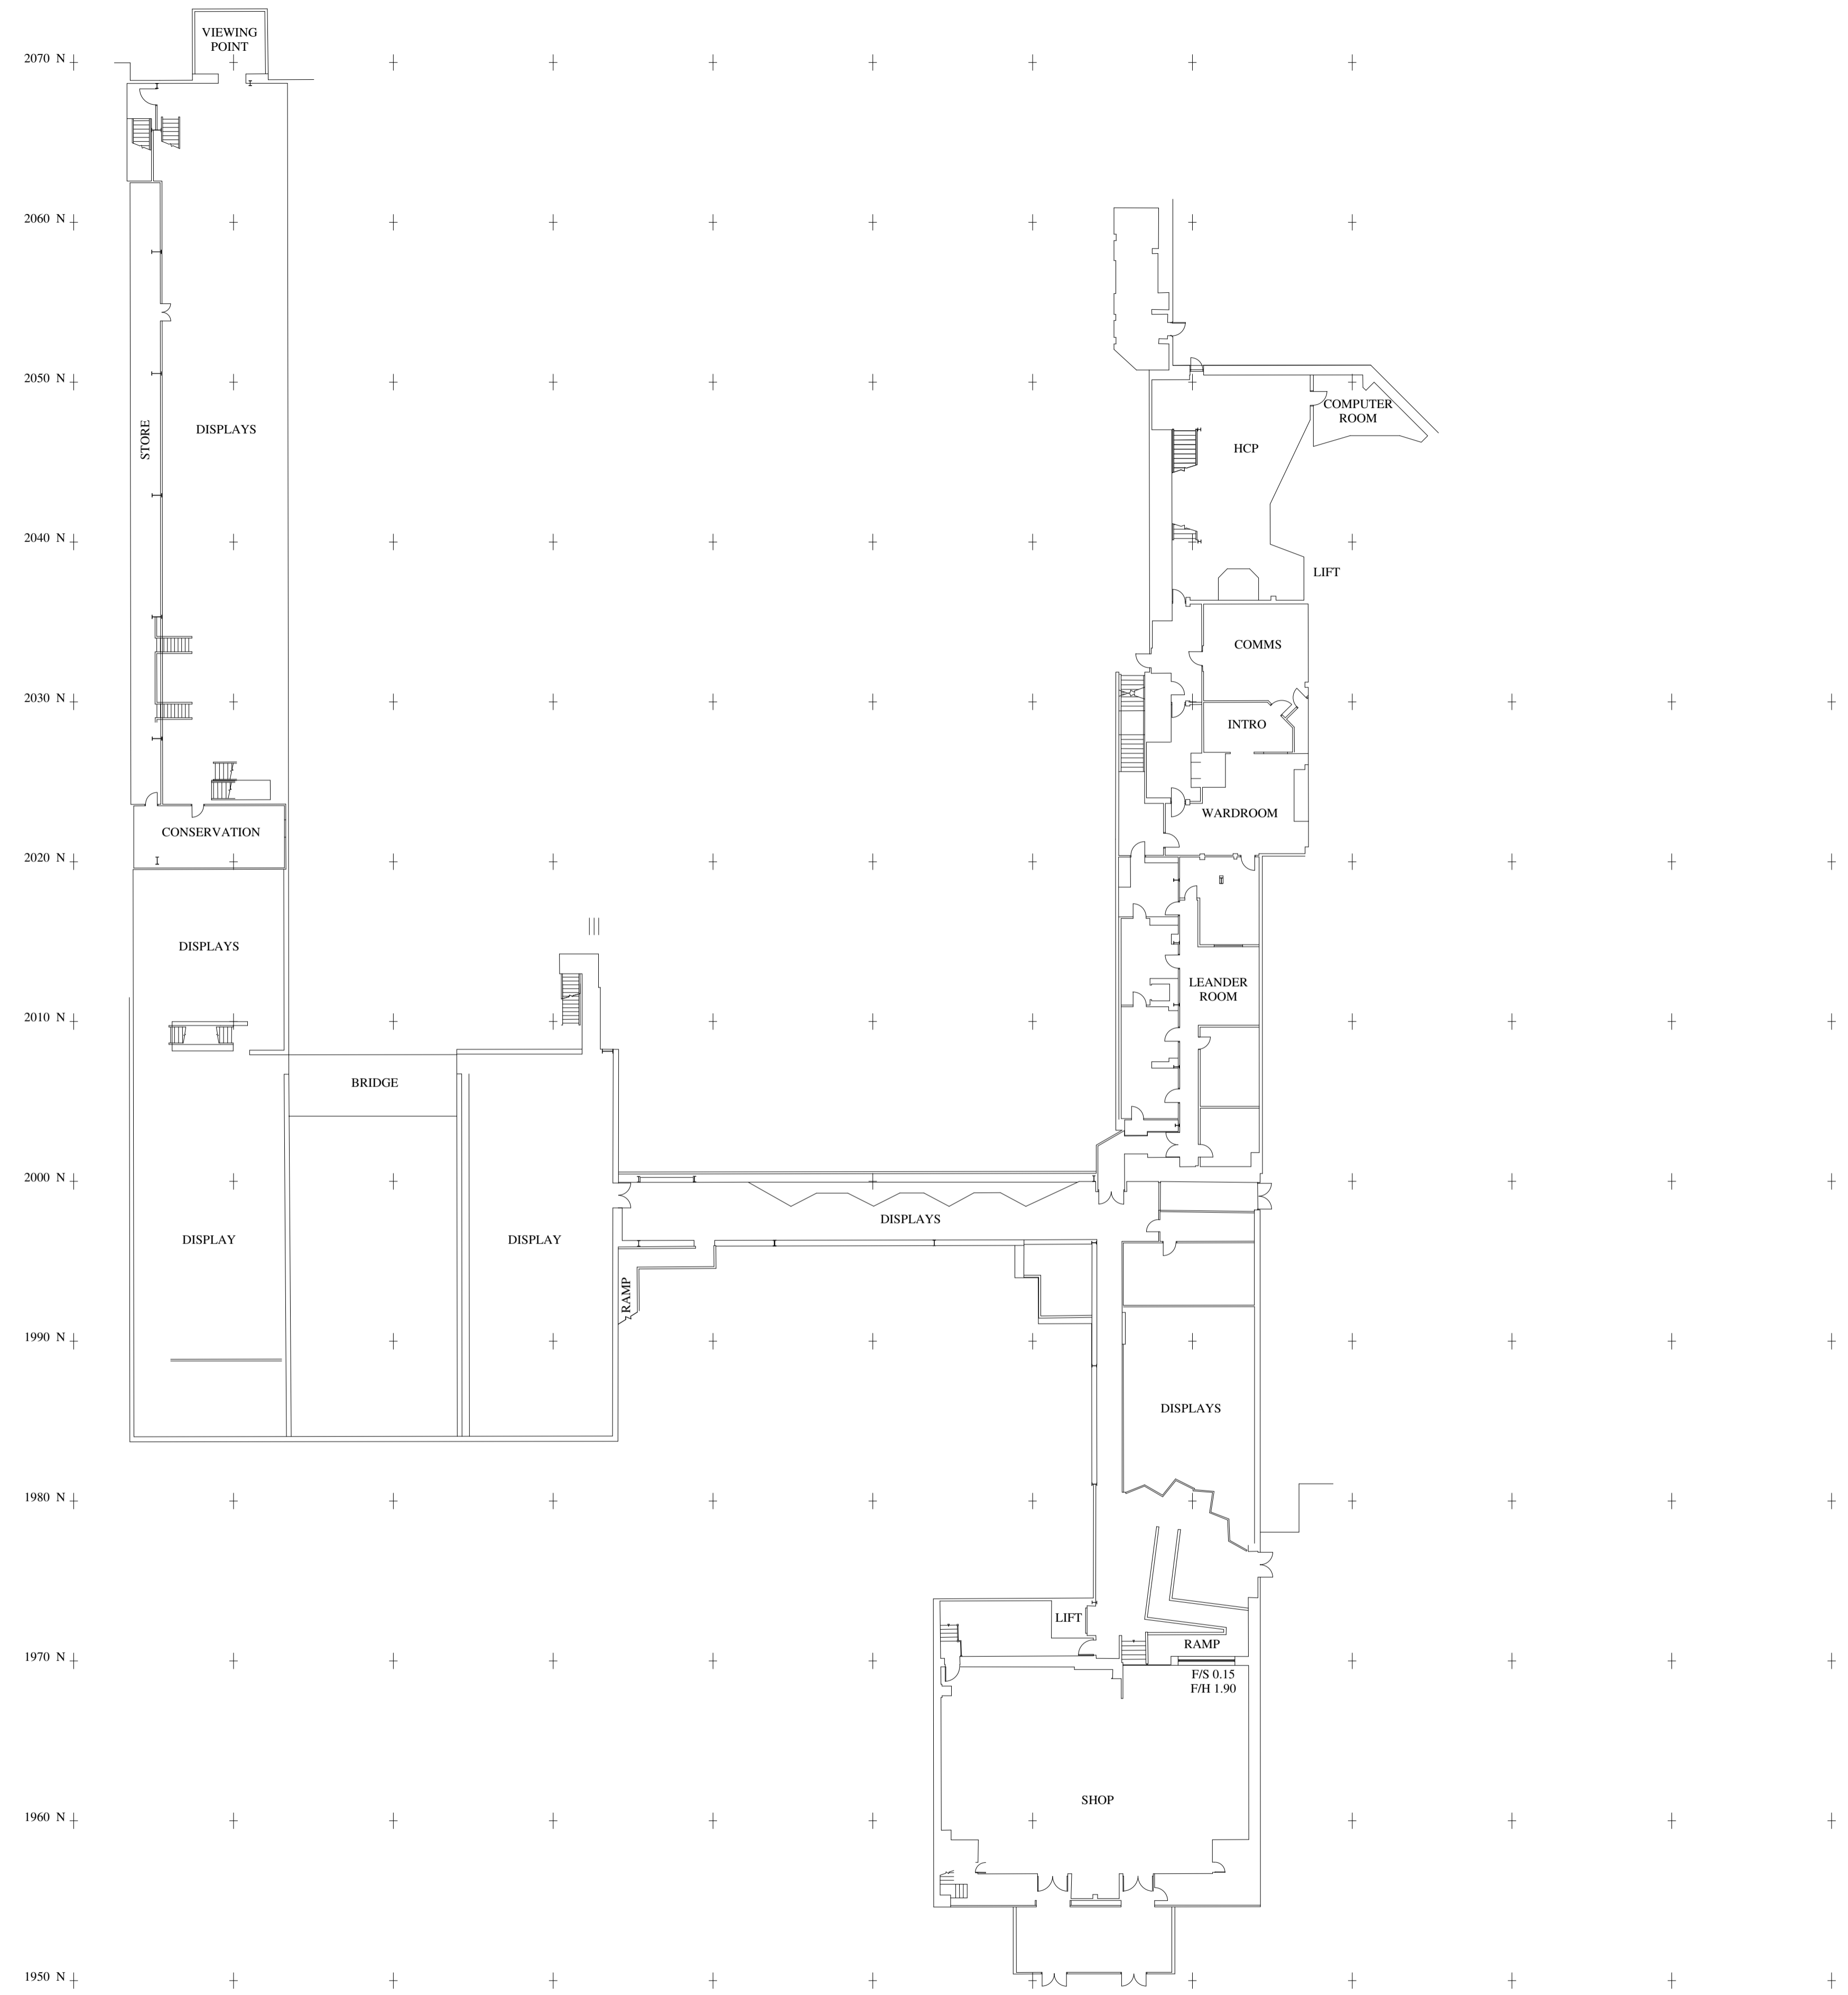 VIEWING
POINT
2070 N
2060 N
2050 N
COMPUTER
ROOM
STORE
DISPLAYS
HCP
2040 N
LIFT
COMMS
2030 N
INTRO
WARDROOM
CONSERVATION
2020 N
DISPLAYS
LEANDER
ROOM
2010 N
BRIDGE
2000 N
DISPLAYS
DISPLAY
DISPLAY
RAMP
1990 N
DISPLAYS
1980 N
LIFT
RAMP
1970 N
F/S 0.15
F/H 1.90
SHOP
1960 N
1950 N